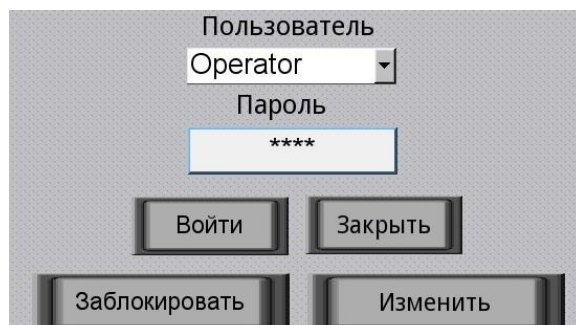 Пользователь
Operator
Пароль
****
Войти Закрыть
Заблокировать Изменить